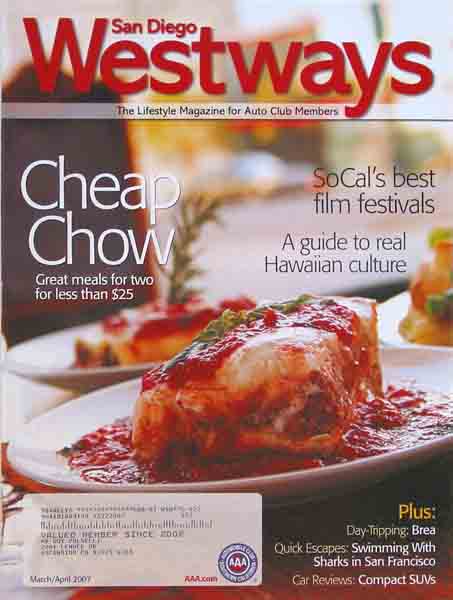 San Diego
Westways
The Lifestyle Magazine for Auto Club Members
Cheap
Chow
Great meals for two
for less than $25
SoCal's best
film festivals
A guide to real
Hawaiian culture
VALUED MEMBER SINCE 2002
Plus:
Day-Tripping: Brea
Quick Escapes: Swimming With
Sharks in San Francisco
Car Reviews: Compact SUVs
March/April 2007
AAA.com
AAA